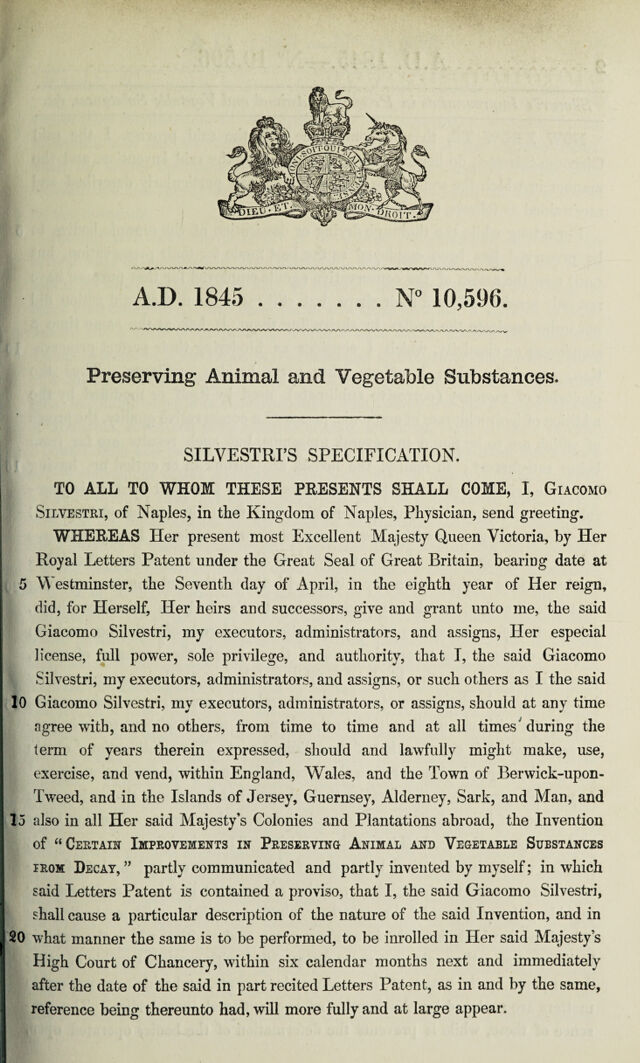 HONI SOIT QUI MAL
DIEU · ET · MON · DROIT ·
A.D. 1845 . . . . . . . Nº 10,596.
Preserving Animal and Vegetable Substances.
SILVESTRI'S SPECIFICATION.
TO ALL TO WHOM THESE PRESENTS SHALL COME, I, GIACOMO
SILVESTRI, of Naples, in the Kingdom of Naples, Physician, send greeting.
WHEREAS Her present most Excellent Majesty Queen Victoria, by Her
Royal Letters Patent under the Great Seal of Great Britain, bearing date at
5 Westminster, the Seventh day of April, in the eighth year of Her reign,
did, for Herself, Her heirs and successors, give and grant unto me, the said
Giacomo Silvestri, my executors, administrators, and assigns, Her especial
license, full power, sole privilege, and authority, that I, the said Giacomo
Silvestri, my executors, administrators, and assigns, or such others as I the said
10 Giacomo Silvestri, my executors, administrators, or assigns, should at any time
agree with, and no others, from time to time and at all times during the
term of years therein expressed, should and lawfully might make, use,
exercise, and vend, within England, Wales, and the Town of Berwick-upon-
Tweed, and in the Islands of Jersey, Guernsey, Alderney, Sark, and Man, and
15 also in all Her said Majesty's Colonies and Plantations abroad, the Invention
of "CERTAIN IMPROVEMENTS IN PRESERVING ANIMAL AND VEGETABLE SUBSTANCES
FROM DECAY," partly communicated and partly invented by myself; in which
said Letters Patent is contained a proviso, that I, the said Giacomo Silvestri,
shall cause a particular description of the nature of the said Invention, and in
20 what manner the same is to be performed, to be inrolled in Her said Majesty's
High Court of Chancery, within six calendar months next and immediately
after the date of the said in part recited Letters Patent, as in and by the same,
reference being thereunto had, will more fully and at large appear.